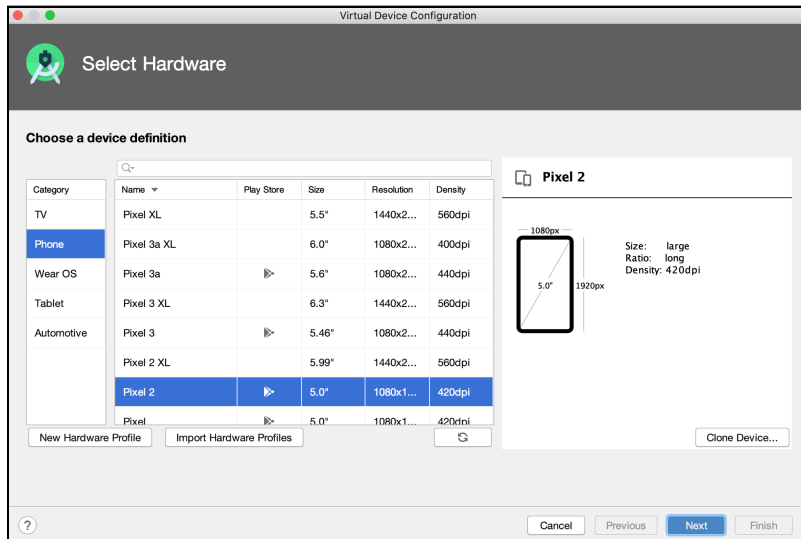 Virtual Device Configuration
Select Hardware
Choose a device definition
Category
TV
Phone
Wear OS
Tablet
Automotive
Name Play Store Size Resolution Density
Pixel XL 5.5" 1440x2... 560dpi
Pixel 3a XL 6.0" 1080x2... 400dpi
Pixel 3a 5.6" 1080x2... 440dpi
Pixel 3 XL 6.3" 1440x2... 560dpi
Pixel 3 5.46" 1080x2... 440dpi
Pixel 2 XL 5.99" 1440x2... 560dpi
Pixel 2 5.0" 1080x1... 420dpi
Pixel 5.0" 1080x1... 420dpi
New Hardware Profile Import Hardware Profiles
Pixel 2
1080px
5.0" 1920px
Size: large
Ratio: long
Density: 420dpi
Clone Device...
? Cancel Previous Next Finish